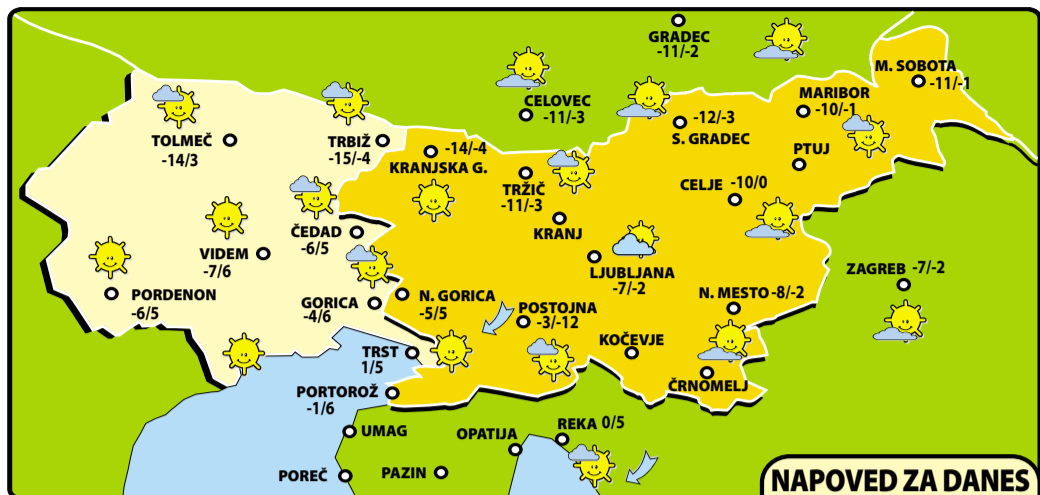 GRADEC
-11/-2
M. SOBOTA
-11/-1
CELOVEC
-11/-3
MARIBOR
-10/-1
-12/-3
S. GRADEC
TOLMEČ
-14/3
TRBIŽ
-15/-4
-14/-4
KRANJSKA G.
PTUJ
TRŽIČ
-11/-3
CELJE -10/0
ČEDAD
-6/5
KRANJ
VIDEM
-7/6
LJUBLJANA
-7/-2
ZAGREB -7/-2
PORDENON
-6/5
GORICA
-4/6
N. GORICA
-5/5
POSTOJNA
-3/-12
N. MESTO -8/-2
TRST
1/5
KOČEVJE
ČRNOMELJ
PORTOROŽ
-1/6
UMAG
OPATIJA
REKA 0/5
POREČ
PAZIN
NAPOVED ZA DANES